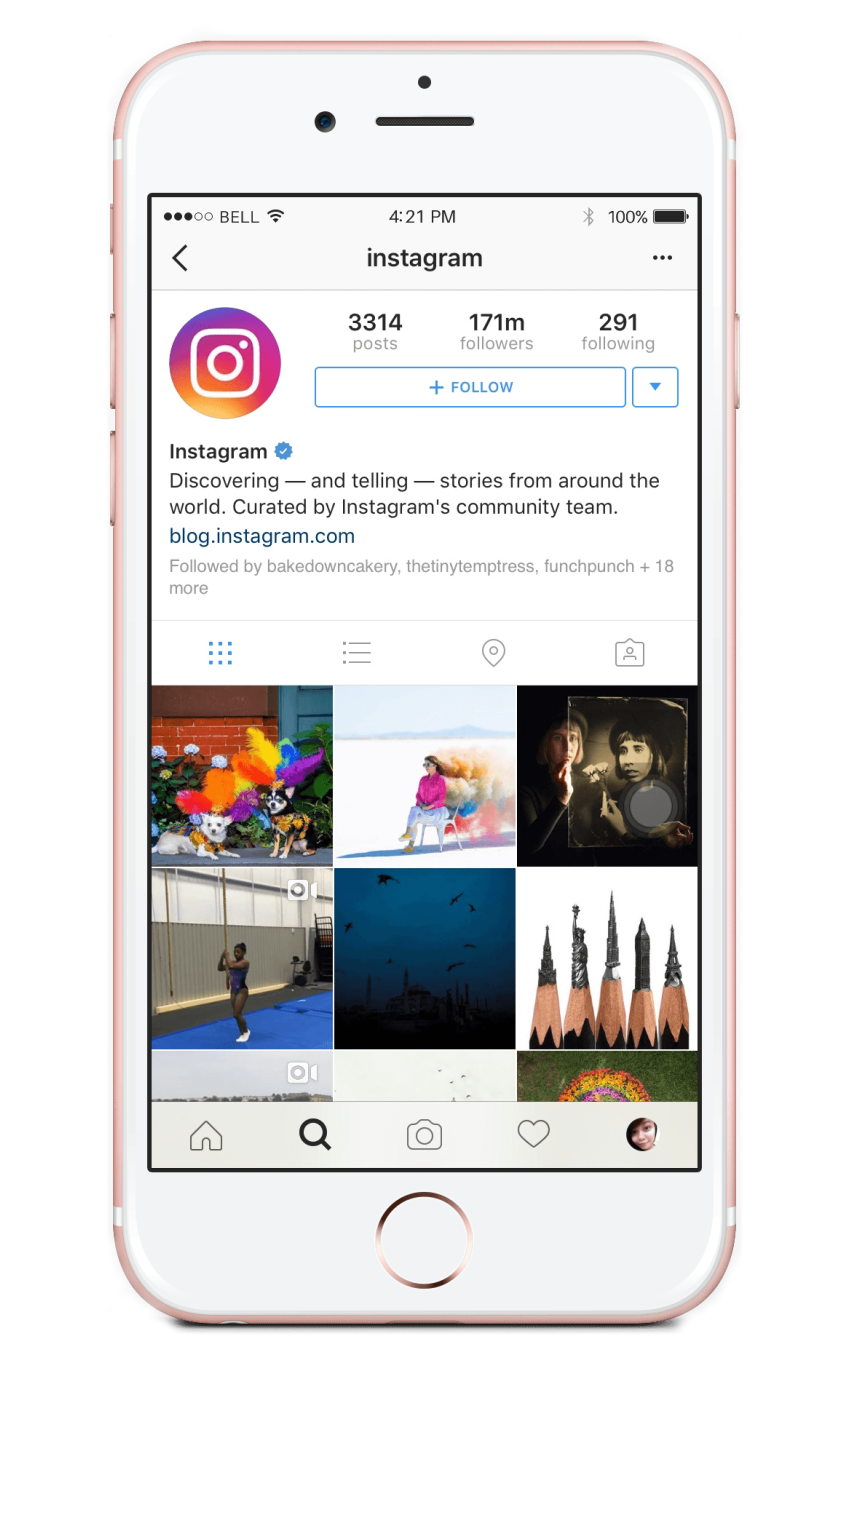 BELL 4:21 PM 100%
instagram
3314 171m 291
posts followers following
+ FOLLOW
Instagram
Discovering — and telling — stories from around the
world. Curated by Instagram's community team.
blog.instagram.com
Followed by bakedowncakery, thetinytemptress, funchpunch + 18
more